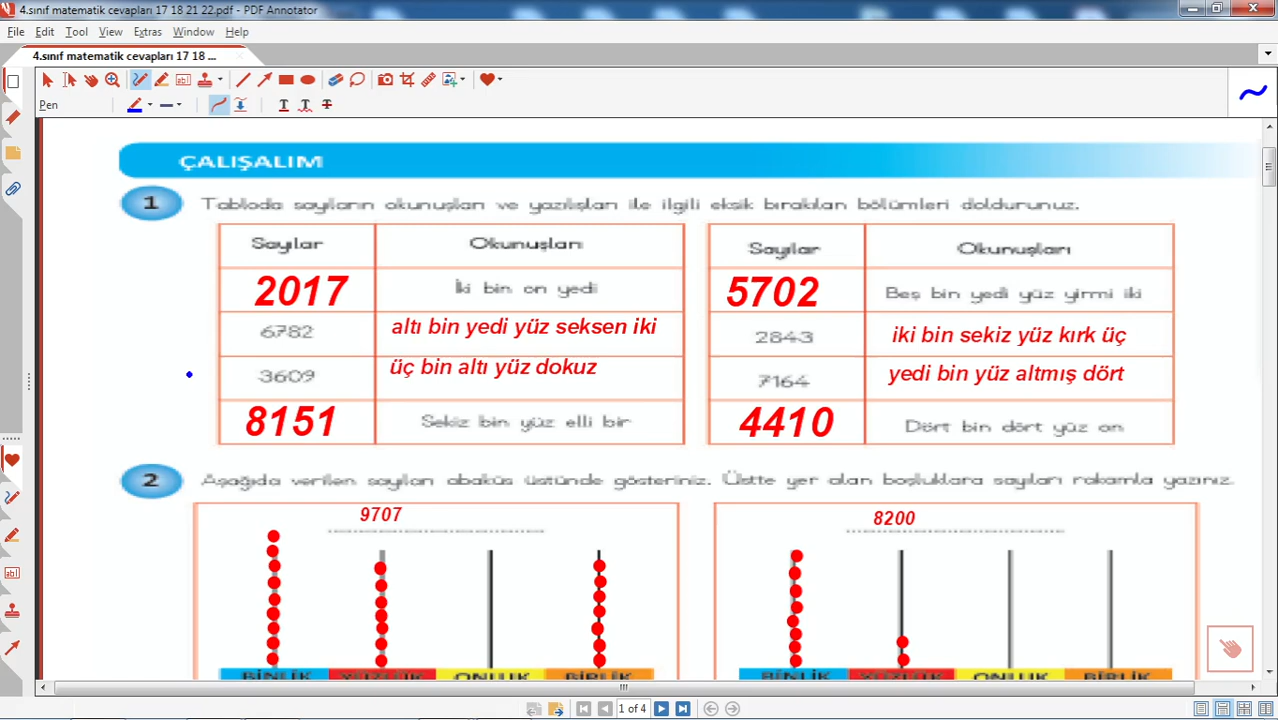 4.sınıf matematik cevapları 17 18 21 22.pdf - PDF Annotator
File Edit Tool View Extras Window Help
4.sınıf matematik cevapları 17 18 ...
Pen
ÇALIŞALIM
1 Tabloda sayıların okunuşları ve yazılışları ile ilgili eksik bırakılan bölümleri doldurunuz.
Sayılar Okunuşları
2017 İki bin on yedi
6782 altı bin yedi yüz seksen iki
3609 üç bin altı yüz dokuz
8151 Sekiz bin yüz elli bir
Sayılar Okunuşları
5702 Beş bin yedi yüz yirmi iki
2843 iki bin sekiz yüz kırk üç
7164 yedi bin yüz altmış dört
4410 Dört bin dört yüz on
2 Aşağıda verilen sayıları abaküs üstünde gösteriniz. Üstte yer alan boşluklara sayıları rakamla yazınız.
9707
BİNLİK YÜZLÜK ONLUK BİRLİK
8200
BİNLİK YÜZLÜK ONLUK BİRLİK
1 of 4